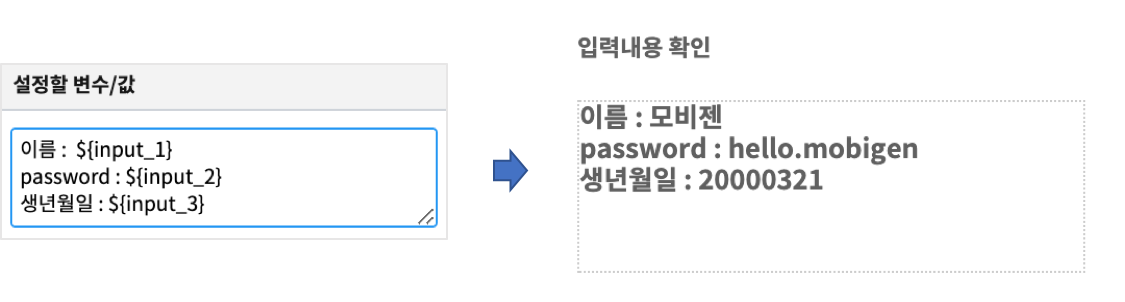 설정할 변수/값
이름 :  ${input_1}
password : ${input_2}
생년월일 : ${input_3}
입력내용 확인
이름 : 모비젠
password : hello.mobigen
생년월일 : 20000321